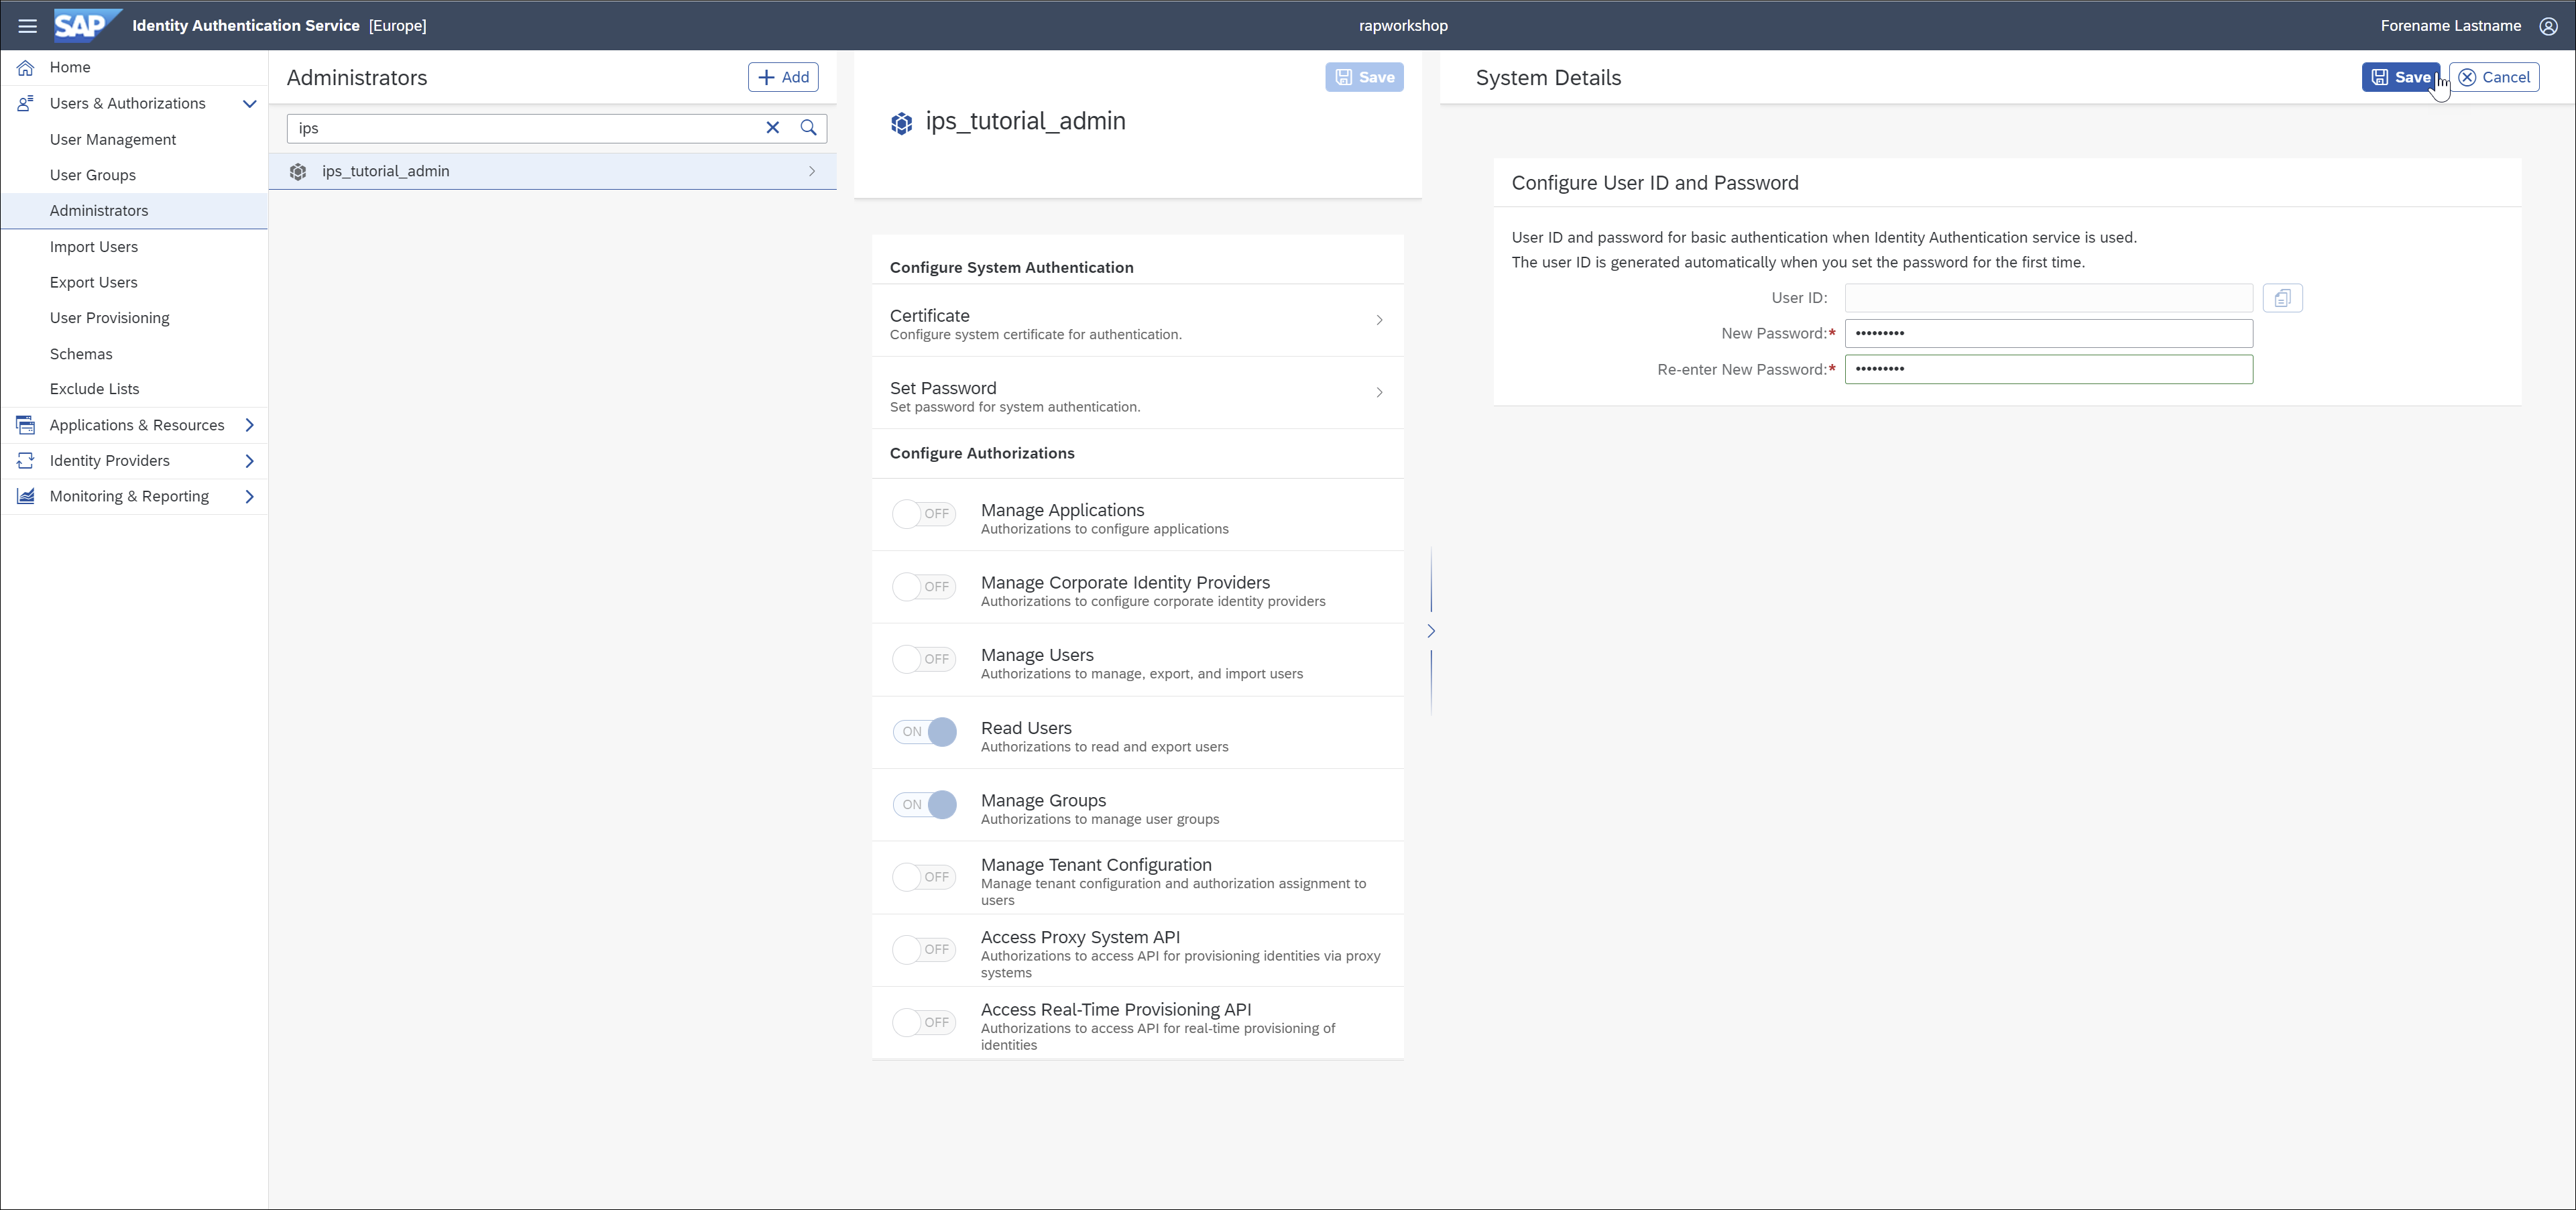 SAP Identity Authentication Service [Europe]
rapworkshop
Forename Lastname
Home
Users & Authorizations
User Management
User Groups
Administrators
Import Users
Export Users
User Provisioning
Schemas
Exclude Lists
Applications & Resources
Identity Providers
Monitoring & Reporting
Administrators
Add
ips
ips_tutorial_admin
Save
ips_tutorial_admin
Configure System Authentication
Certificate
Configure system certificate for authentication.
Set Password
Set password for system authentication.
Configure Authorizations
OFF
Manage Applications
Authorizations to configure applications
OFF
Manage Corporate Identity Providers
Authorizations to configure corporate identity providers
OFF
Manage Users
Authorizations to manage, export, and import users
ON
Read Users
Authorizations to read and export users
ON
Manage Groups
Authorizations to manage user groups
OFF
Manage Tenant Configuration
Manage tenant configuration and authorization assignment to
users
OFF
Access Proxy System API
Authorizations to access API for provisioning identities via proxy
systems
OFF
Access Real-Time Provisioning API
Authorizations to access API for real-time provisioning of
identities
System Details
Save
Cancel
Configure User ID and Password
User ID and password for basic authentication when Identity Authentication service is used.
The user ID is generated automatically when you set the password for the first time.
User ID:
New Password:* •••••••••
Re-enter New Password:* •••••••••